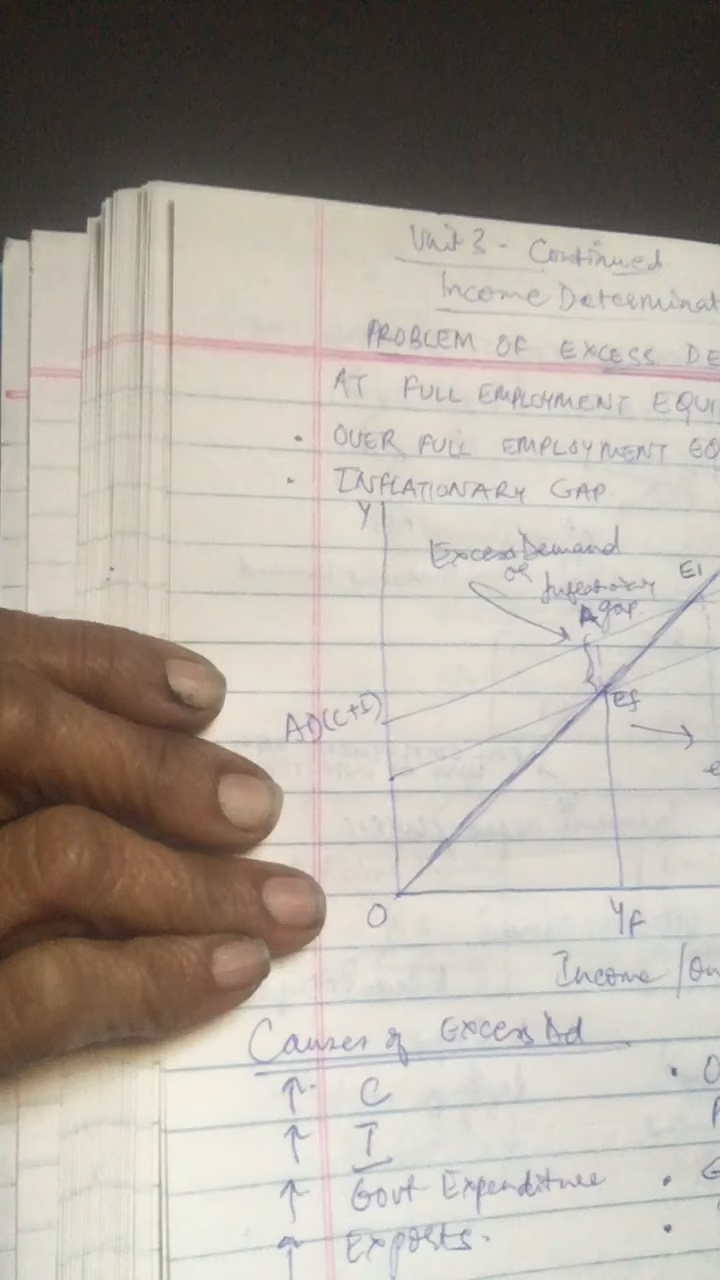 Unit 3 - Continued
Income Determinat
PROBLEM OF EXCESS DE
AT FULL EMPLOYMENT EQUI
• OVER FULL EMPLOYMENT EQ
• INFLATIONARY GAP
Y
Excess Demand
or Inflationary
gap.
A
E1
AD(C+I)
Ef
e
O
Yf
Income / Ou
Causes of Excess Ad
↑ C
↑ I
↑ Govt Expenditure
↑ Exports.